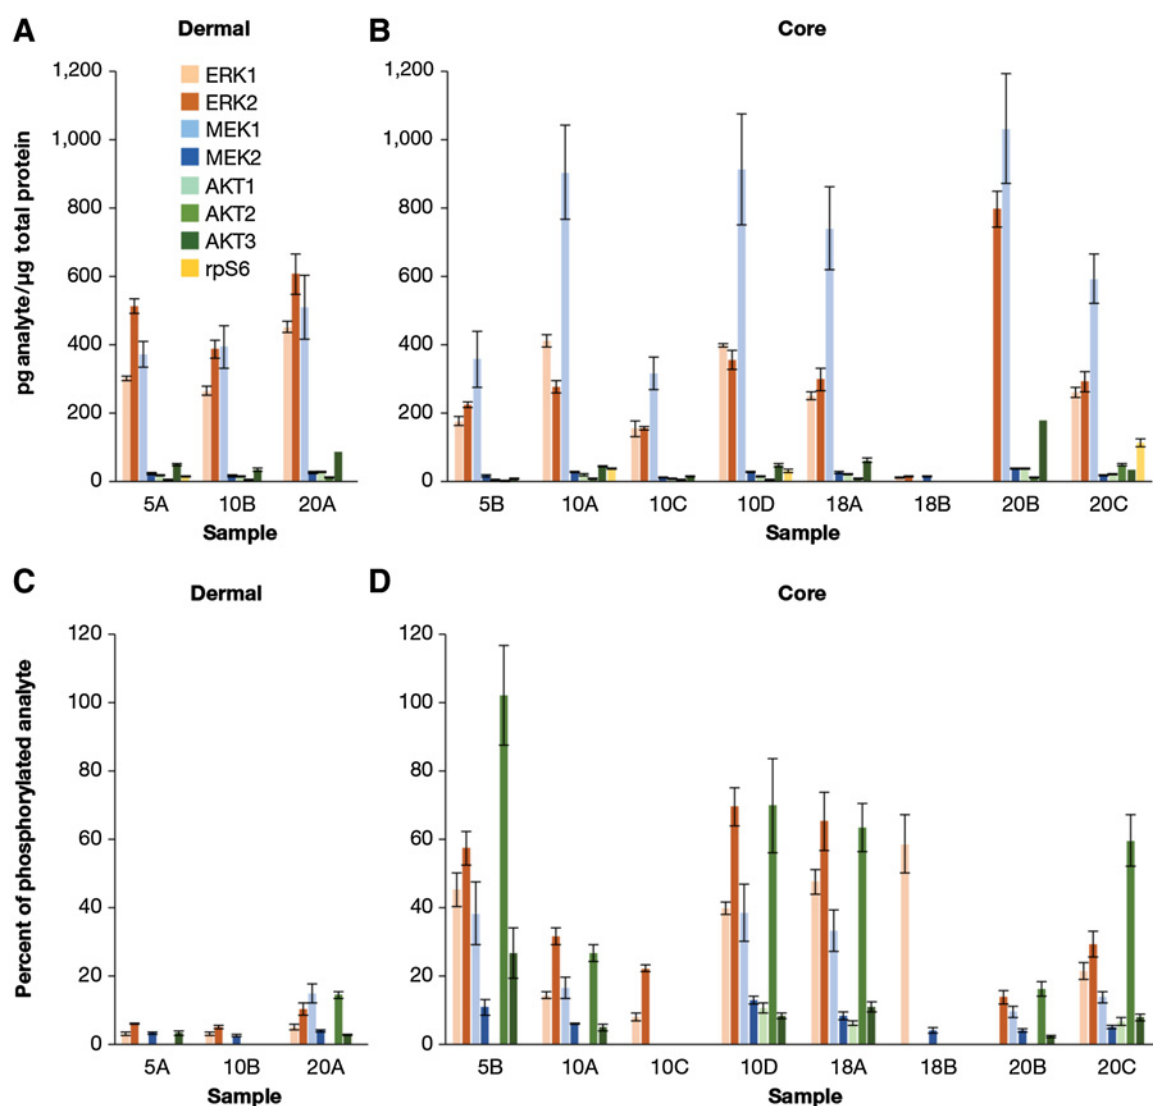 A
Dermal
B
Core
pg analyte/µg total protein
1,200
1,000
800
600
400
200
0
ERK1
ERK2
MEK1
MEK2
AKT1
AKT2
AKT3
rpS6
5A 10B 20A
Sample
1,200
1,000
800
600
400
200
0
5B 10A 10C 10D 18A 18B 20B 20C
Sample
C
Dermal
D
Core
Percent of phosphorylated analyte
120
100
80
60
40
20
0
5A 10B 20A
Sample
120
100
80
60
40
20
0
5B 10A 10C 10D 18A 18B 20B 20C
Sample